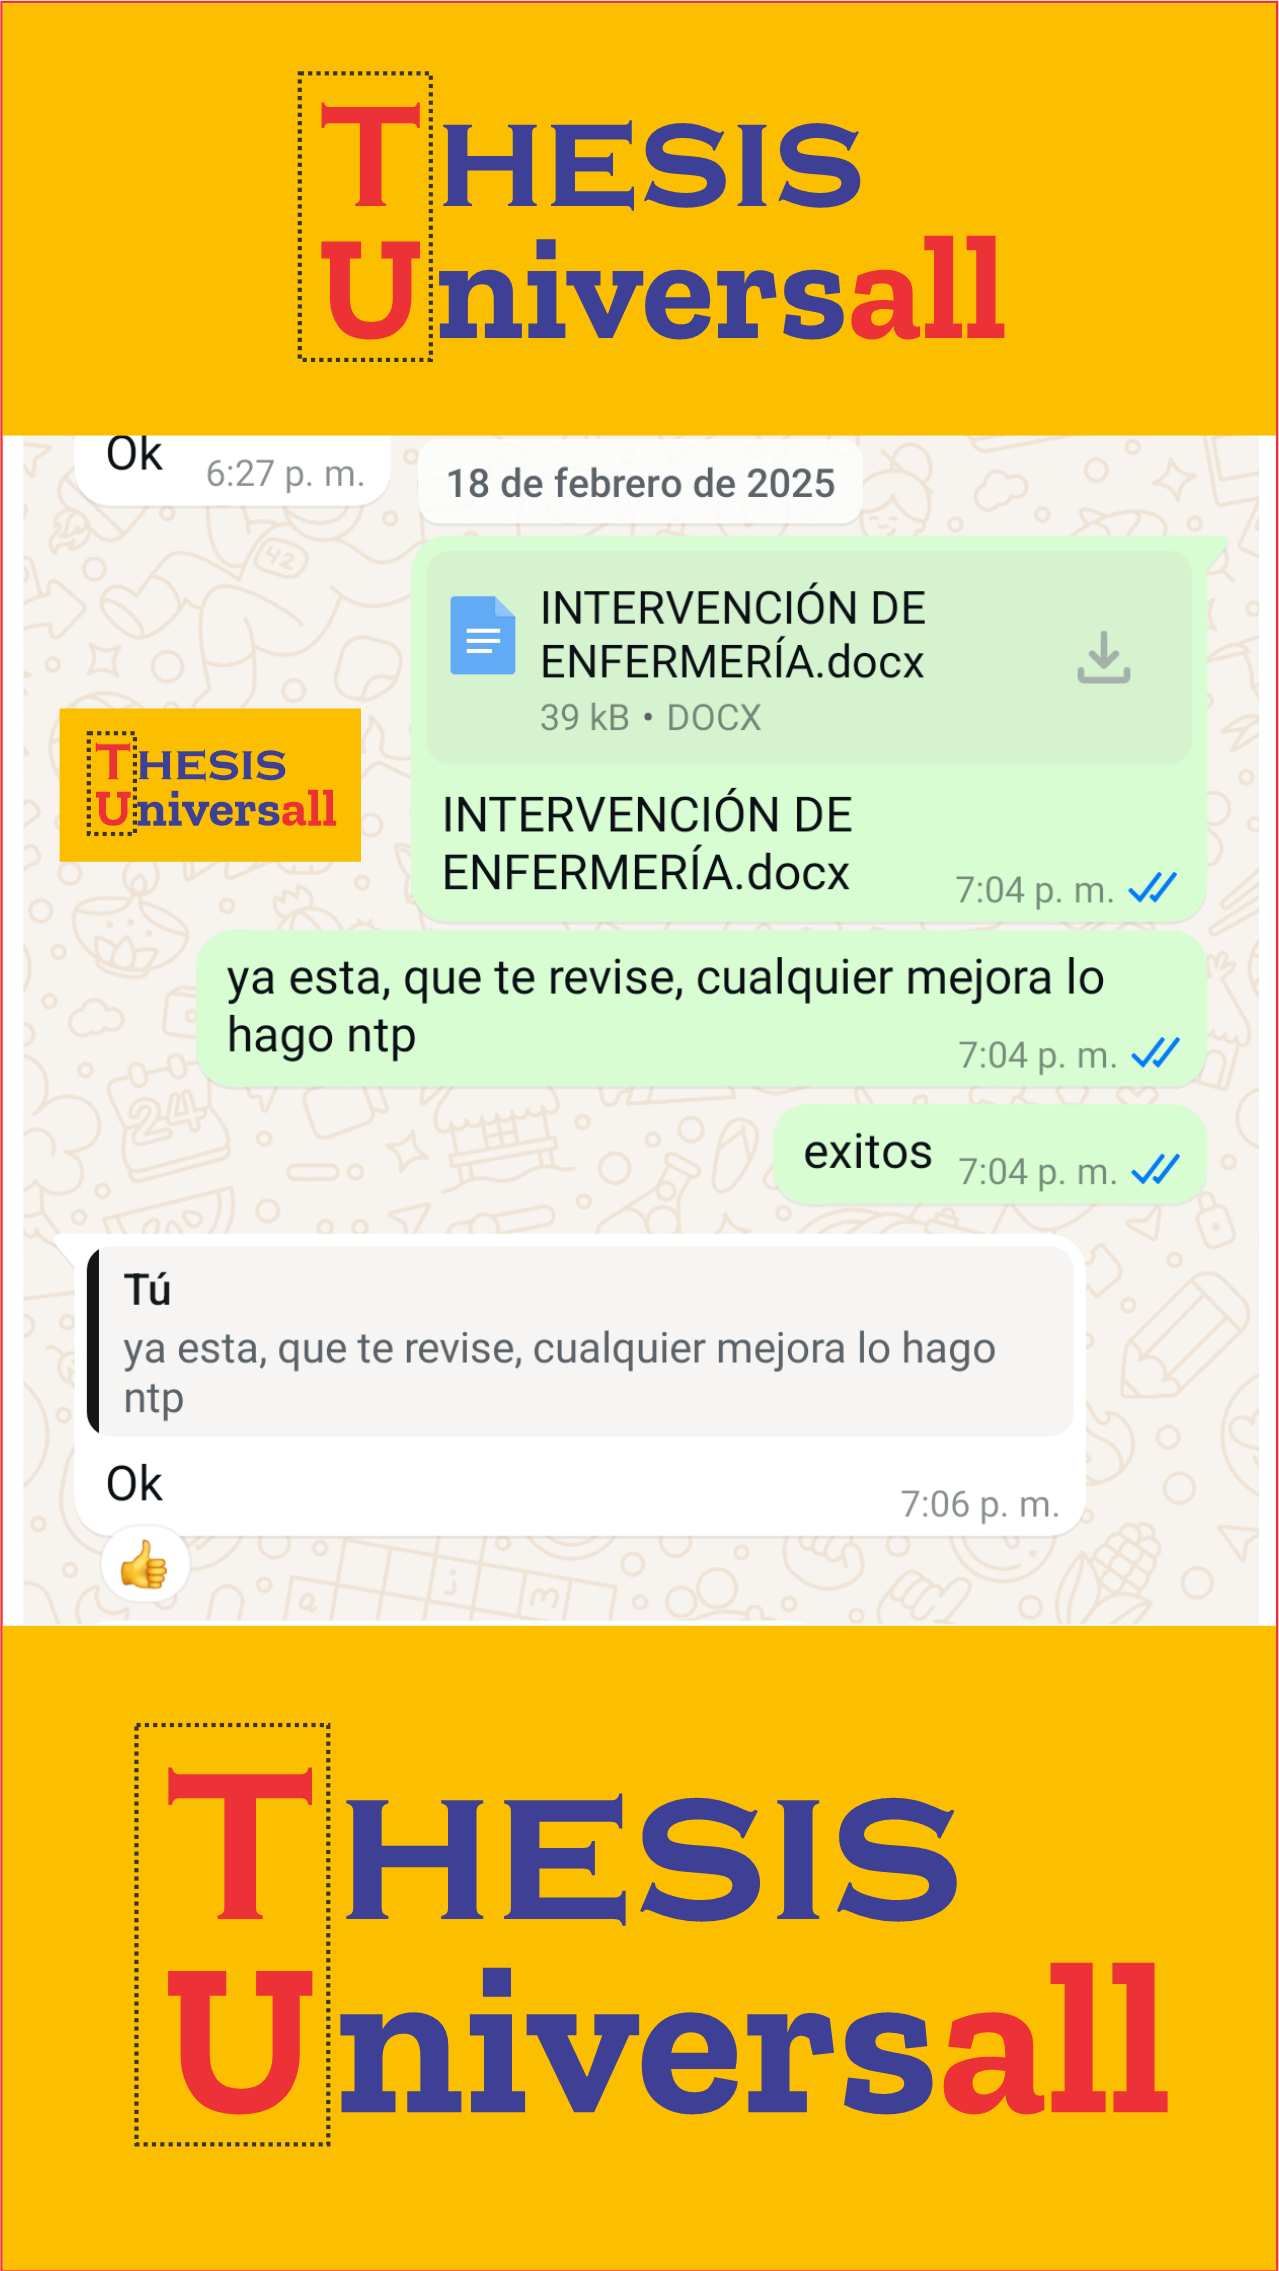 THESIS
Universall
Ok
6:27 p. m.
18 de febrero de 2025
INTERVENCIÓN DE
ENFERMERÍA.docx
39 kB • DOCX
THESIS
Universall
INTERVENCIÓN DE
ENFERMERÍA.docx
7:04 p. m.
ya esta, que te revise, cualquier mejora lo
hago ntp
7:04 p. m.
exitos
7:04 p. m.
Tú
ya esta, que te revise, cualquier mejora lo hago
ntp
Ok
7:06 p. m.
THESIS
Universall